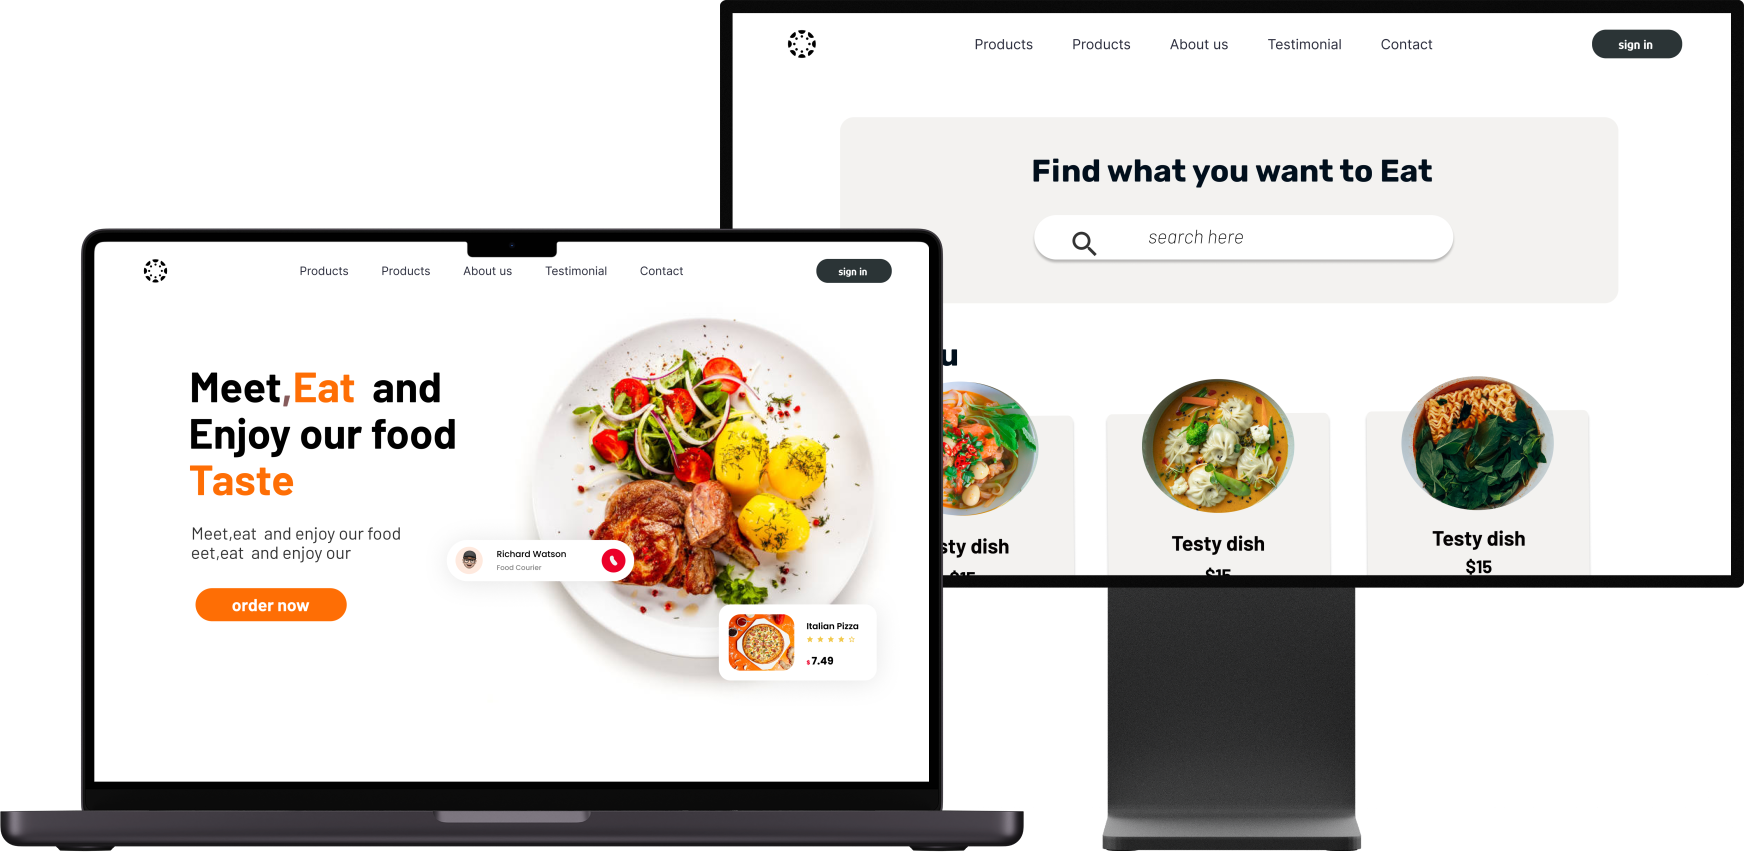 Products Products About us Testimonial Contact sign in
Find what you want to Eat
search here
u
sty dish
$15
Testy dish
$15
Testy dish
$15
Products Products About us Testimonial Contact sign in
Meet,Eat and
Enjoy our food
Taste
Meet,eat and enjoy our food
eet,eat and enjoy our
order now
Richard Watson
Food Courier
Italian Pizza
$ 7.49